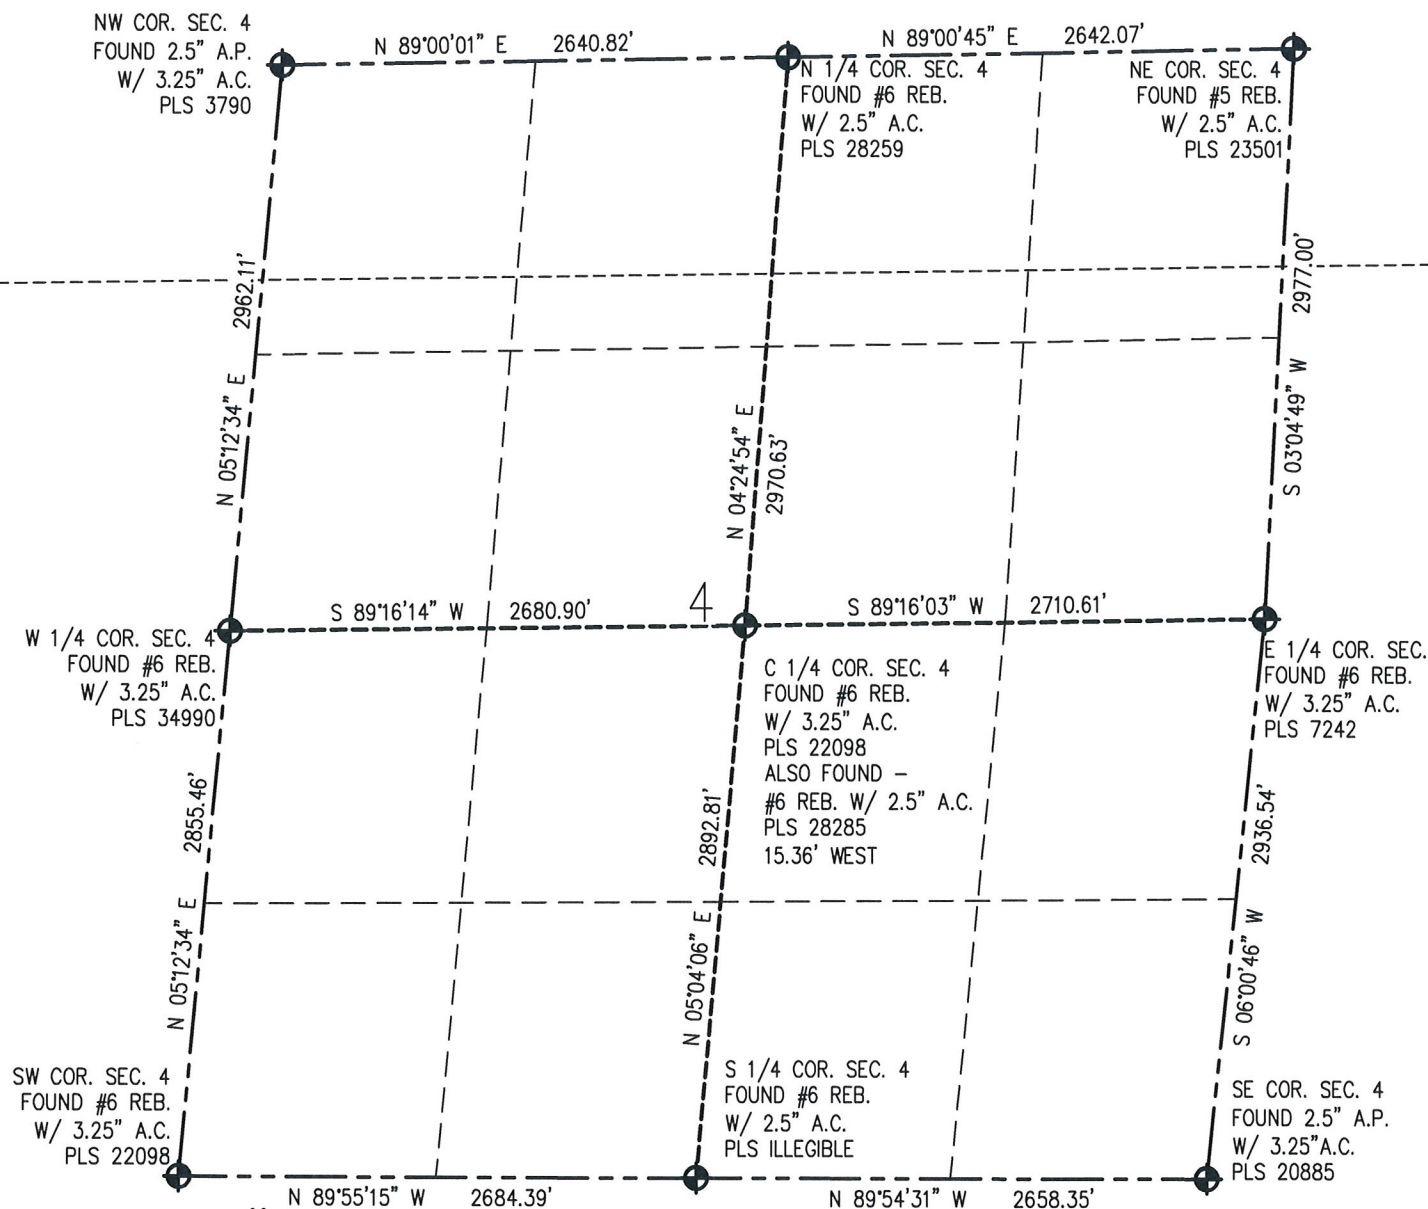 NW COR. SEC. 4
FOUND 2.5" A.P.
W/ 3.25" A.C.
PLS 3790
N 89°00'01" E 2640.82'
N 89°00'45" E 2642.07'
N 1/4 COR. SEC. 4
FOUND #6 REB.
W/ 2.5" A.C.
PLS 28259
NE COR. SEC. 4
FOUND #5 REB.
W/ 2.5" A.C.
PLS 23501
N 05°12'34" E 2962.11'
N 04°24'54" E
2970.63'
S 03°04'49" W 2977.00'
S 89°16'14" W 2680.90'
4
S 89°16'03" W 2710.61'
W 1/4 COR. SEC. 4
FOUND #6 REB.
W/ 3.25" A.C.
PLS 34990
C 1/4 COR. SEC. 4
FOUND #6 REB.
W/ 3.25" A.C.
PLS 22098
ALSO FOUND –
#6 REB. W/ 2.5" A.C.
PLS 28285
15.36' WEST
E 1/4 COR. SEC.
FOUND #6 REB.
W/ 3.25" A.C.
PLS 7242
N 05°12'34" E 2855.46'
N 05°04'06" E 2892.81'
S 06°00'46" W 2936.54'
SW COR. SEC. 4
FOUND #6 REB.
W/ 3.25" A.C.
PLS 22098
S 1/4 COR. SEC. 4
FOUND #6 REB.
W/ 2.5" A.C.
PLS ILLEGIBLE
SE COR. SEC. 4
FOUND 2.5" A.P.
W/ 3.25"A.C.
PLS 20885
N 89°55'15" W 2684.39'
N 89°54'31" W 2658.35'